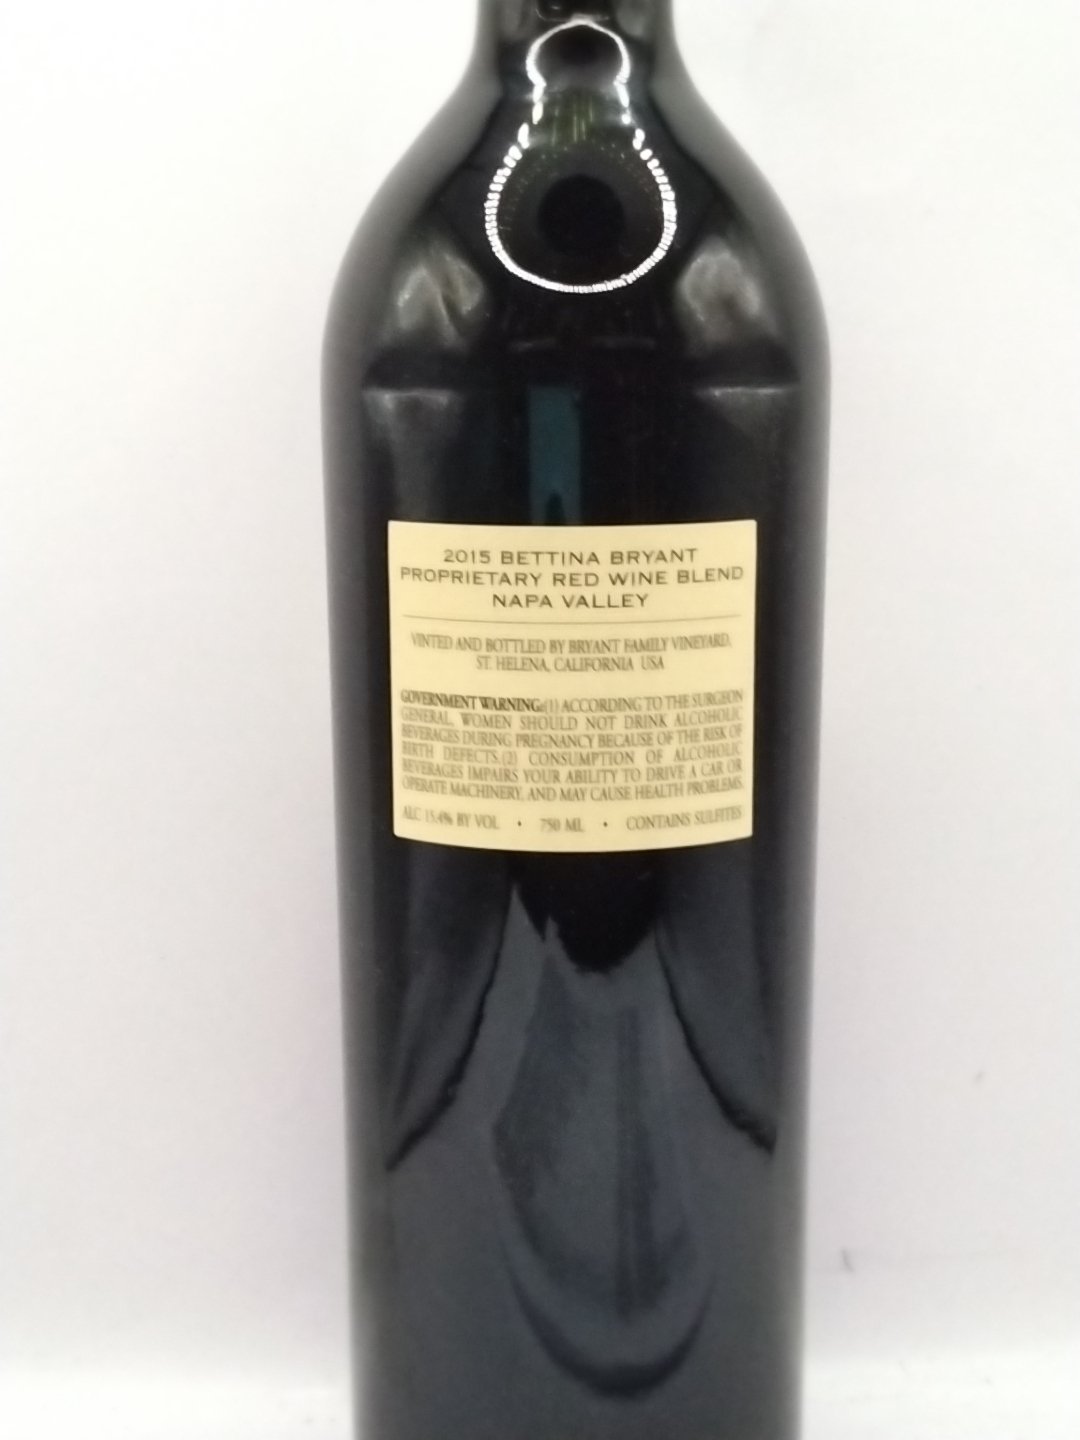 2015 BETTINA BRYANT
PROPRIETARY RED WINE BLEND
NAPA VALLEY
VINTED AND BOTTLED BY BRYANT FAMILY VINEYARD,
ST. HELENA, CALIFORNIA USA
GOVERNMENT WARNING:(1) ACCORDING TO THE SURGEON
GENERAL, WOMEN SHOULD NOT DRINK ALCOHOLIC
BEVERAGES DURING PREGNANCY BECAUSE OF THE RISK OF
BIRTH DEFECTS.(2) CONSUMPTION OF ALCOHOLIC
BEVERAGES IMPAIRS YOUR ABILITY TO DRIVE A CAR OR
OPERATE MACHINERY, AND MAY CAUSE HEALTH PROBLEMS.
ALC 15.4% BY VOL • 750 ML • CONTAINS SULFITES